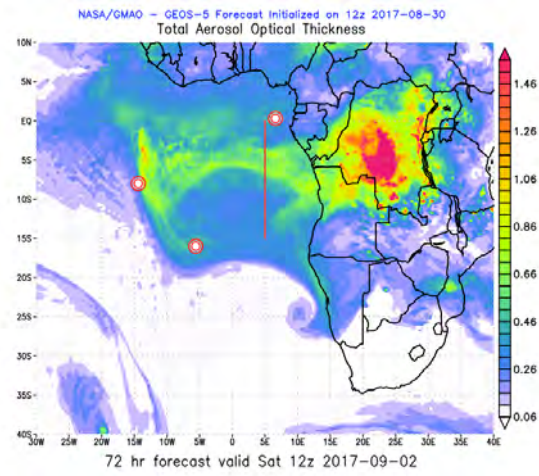 NASA/GMAO - GEOS-5 Forecast Initialized on 12z 2017-08-30
Total Aerosol Optical Thickness
10N
5N
EQ
5S
10S
15S
20S
25S
30S
35S
40S
30W 25W 20W 15W 10W 5W 0 5E 10E 15E 20E 25E 30E 35E 40E
1.46
1.26
1.06
0.86
0.66
0.46
0.26
0.06
72 hr forecast valid Sat 12z 2017-09-02